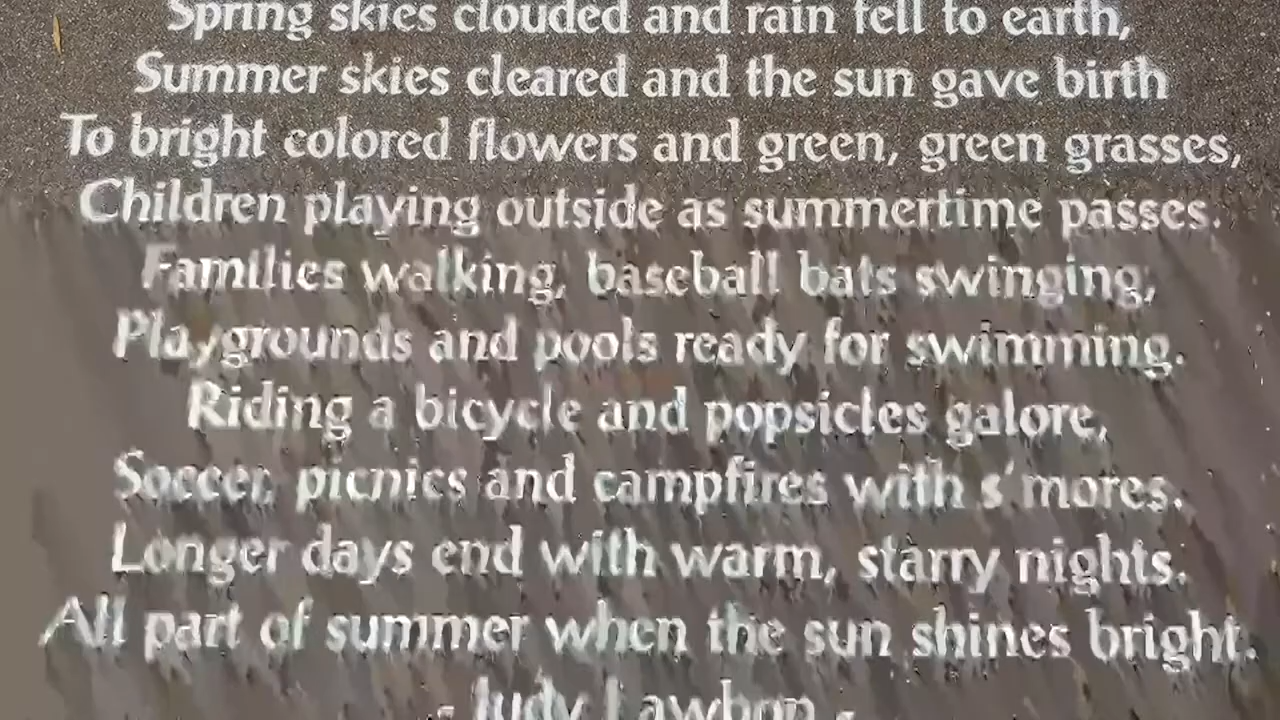 Spring skies clouded and rain fell to earth,
Summer skies cleared and the sun gave birth
To bright colored flowers and green, green grasses,
Children playing outside as summertime passes.
Families walking, baseball bats swinging,
Playgrounds and pools ready for swimming.
Riding a bicycle and popsicles galore,
Soccer, picnics and campfires with s'mores.
Longer days end with warm, starry nights.
All part of summer when the sun shines bright.
- Judy